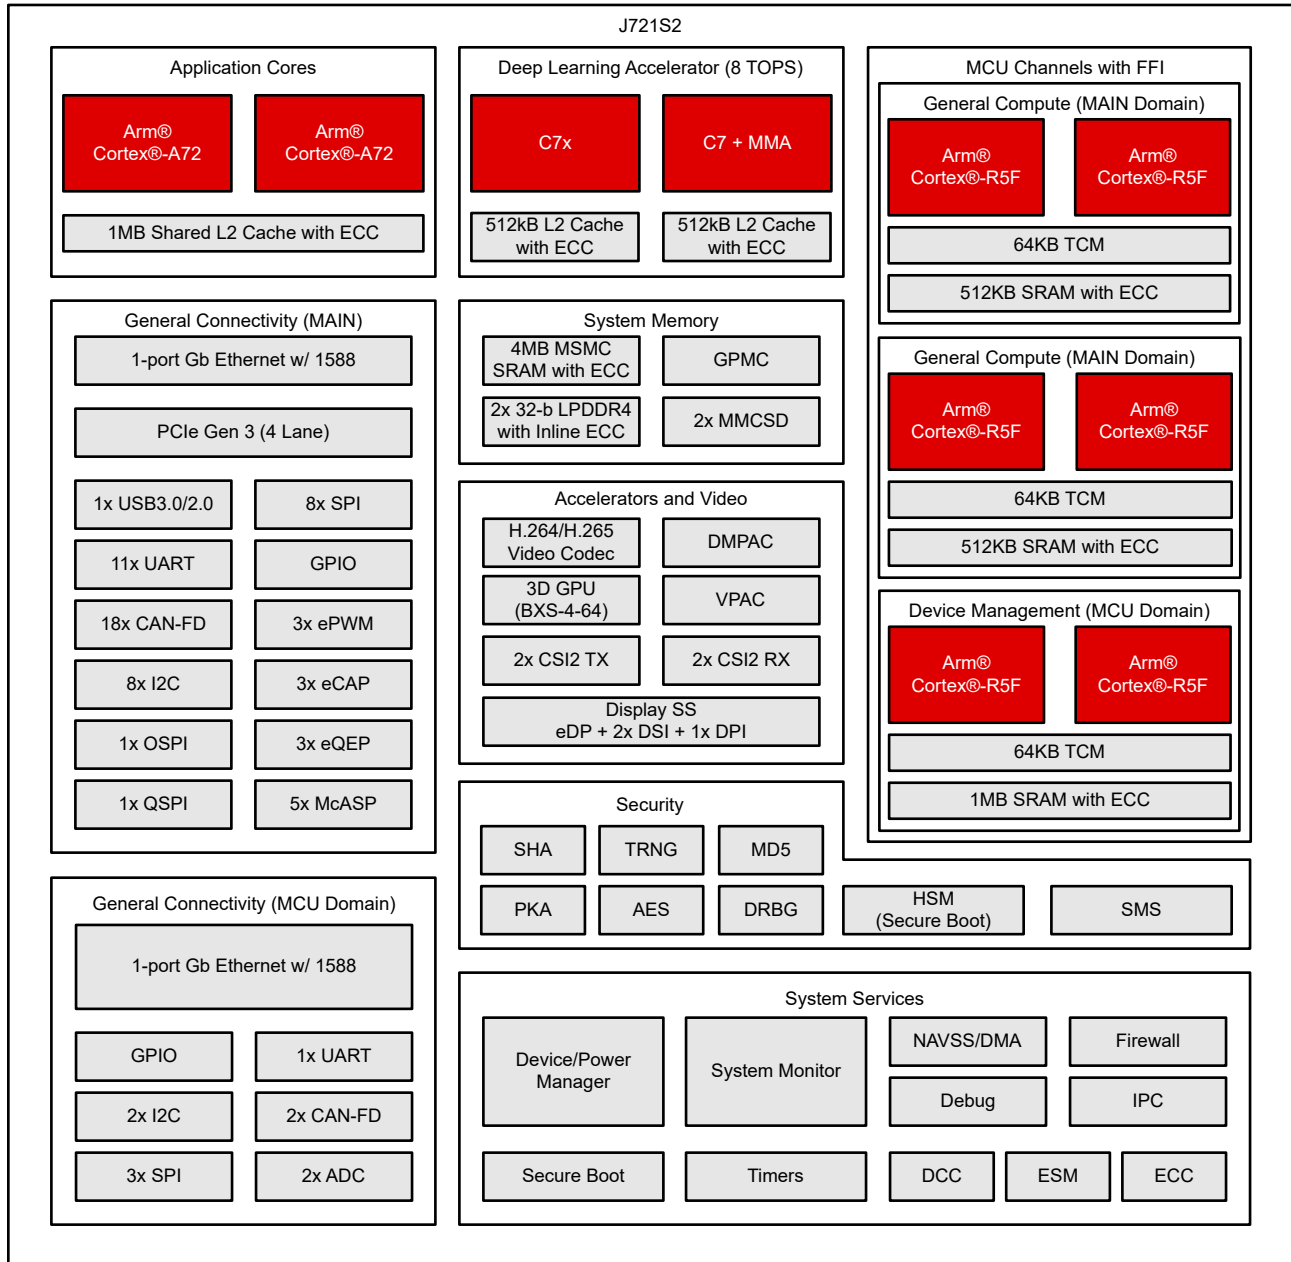 J721S2
Application Cores
Arm®
Cortex®-A72
Arm®
Cortex®-A72
1MB Shared L2 Cache with ECC
Deep Learning Accelerator (8 TOPS)
C7x
C7 + MMA
512kB L2 Cache
with ECC
512kB L2 Cache
with ECC
MCU Channels with FFI
General Compute (MAIN Domain)
Arm®
Cortex®-R5F
Arm®
Cortex®-R5F
64KB TCM
512KB SRAM with ECC
General Compute (MAIN Domain)
Arm®
Cortex®-R5F
Arm®
Cortex®-R5F
64KB TCM
512KB SRAM with ECC
Device Management (MCU Domain)
Arm®
Cortex®-R5F
Arm®
Cortex®-R5F
64KB TCM
1MB SRAM with ECC
General Connectivity (MAIN)
1-port Gb Ethernet w/ 1588
PCIe Gen 3 (4 Lane)
1x USB3.0/2.0
8x SPI
11x UART
GPIO
18x CAN-FD
3x ePWM
8x I2C
3x eCAP
1x OSPI
3x eQEP
1x QSPI
5x McASP
System Memory
4MB MSMC
SRAM with ECC
GPMC
2x 32-b LPDDR4
with Inline ECC
2x MMCSD
Accelerators and Video
H.264/H.265
Video Codec
DMPAC
3D GPU
(BXS-4-64)
VPAC
2x CSI2 TX
2x CSI2 RX
Display SS
eDP + 2x DSI + 1x DPI
Security
SHA
TRNG
MD5
PKA
AES
DRBG
HSM
(Secure Boot)
SMS
General Connectivity (MCU Domain)
1-port Gb Ethernet w/ 1588
GPIO
1x UART
2x I2C
2x CAN-FD
3x SPI
2x ADC
System Services
Device/Power
Manager
System Monitor
NAVSS/DMA
Firewall
Debug
IPC
Secure Boot
Timers
DCC
ESM
ECC